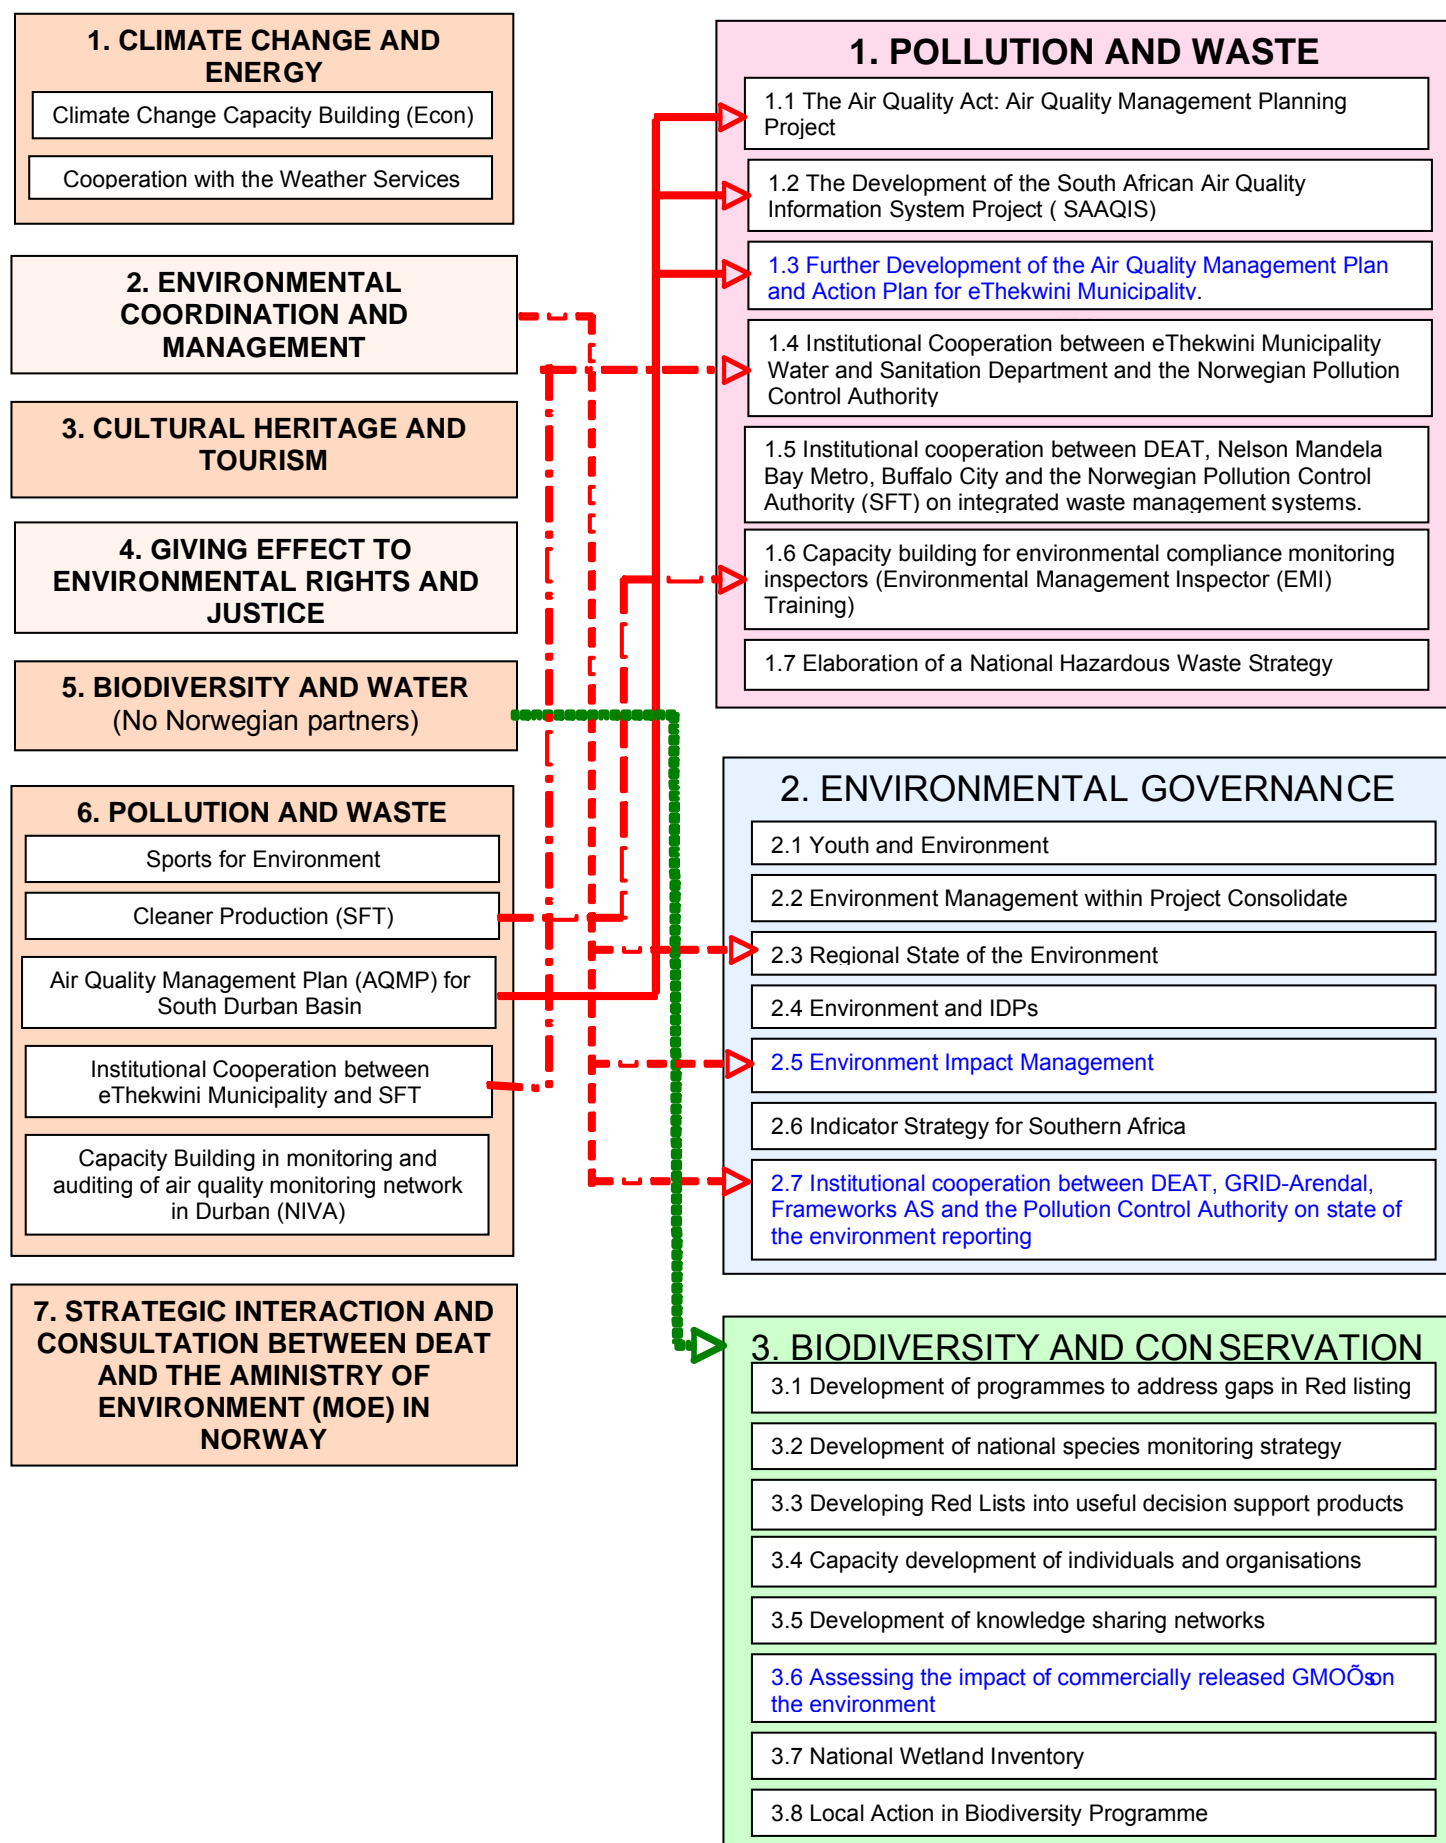 1. CLIMATE CHANGE AND
ENERGY
Climate Change Capacity Building (Econ)
Cooperation with the Weather Services
2. ENVIRONMENTAL
COORDINATION AND
MANAGEMENT
3. CULTURAL HERITAGE AND
TOURISM
4. GIVING EFFECT TO
ENVIRONMENTAL RIGHTS AND
JUSTICE
5. BIODIVERSITY AND WATER
(No Norwegian partners)
6. POLLUTION AND WASTE
Sports for Environment
Cleaner Production (SFT)
Air Quality Management Plan (AQMP) for
South Durban Basin
Institutional Cooperation between
eThekwini Municipality and SFT
Capacity Building in monitoring and
auditing of air quality monitoring network
in Durban (NIVA)
7. STRATEGIC INTERACTION AND
CONSULTATION BETWEEN DEAT
AND THE AMINISTRY OF
ENVIRONMENT (MOE) IN
NORWAY
1. POLLUTION AND WASTE
1.1 The Air Quality Act: Air Quality Management Planning
Project
1.2 The Development of the South African Air Quality
Information System Project ( SAAQIS)
1.3 Further Development of the Air Quality Management Plan
and Action Plan for eThekwini Municipality.
1.4 Institutional Cooperation between eThekwini Municipality
Water and Sanitation Department and the Norwegian Pollution
Control Authority
1.5 Institutional cooperation between DEAT, Nelson Mandela
Bay Metro, Buffalo City and the Norwegian Pollution Control
Authority (SFT) on integrated waste management systems.
1.6 Capacity building for environmental compliance monitoring
inspectors (Environmental Management Inspector (EMI)
Training)
1.7 Elaboration of a National Hazardous Waste Strategy
2. ENVIRONMENTAL GOVERNANCE
2.1 Youth and Environment
2.2 Environment Management within Project Consolidate
2.3 Regional State of the Environment
2.4 Environment and IDPs
2.5 Environment Impact Management
2.6 Indicator Strategy for Southern Africa
2.7 Institutional cooperation between DEAT, GRID-Arendal,
Frameworks AS and the Pollution Control Authority on state of
the environment reporting
3. BIODIVERSITY AND CONSERVATION
3.1 Development of programmes to address gaps in Red listing
3.2 Development of national species monitoring strategy
3.3 Developing Red Lists into useful decision support products
3.4 Capacity development of individuals and organisations
3.5 Development of knowledge sharing networks
3.6 Assessing the impact of commercially released GMOÕs on
the environment
3.7 National Wetland Inventory
3.8 Local Action in Biodiversity Programme